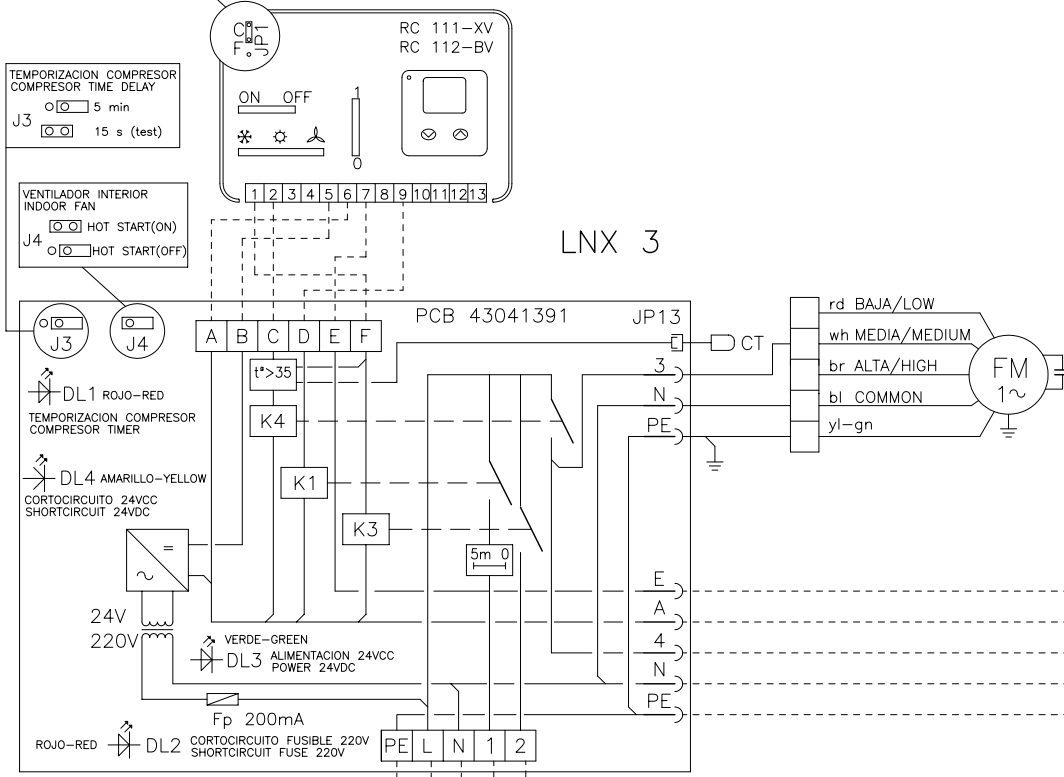 C
F
JP1
RC 111-XV
RC 112-BV
ON OFF
1
0
1 2 3 4 5 6 7 8 9 10 11 12 13
TEMPORIZACION COMPRESOR
COMPRESOR TIME DELAY
J3
5 min
15 s (test)
VENTILADOR INTERIOR
INDOOR FAN
J4
HOT START(ON)
HOT START(OFF)
LNX 3
J3
J4
A B C D E F
PCB 43041391
JP13
CT
3
N
PE
rd BAJA/LOW
wh MEDIA/MEDIUM
br ALTA/HIGH
bl COMMON
yl-gn
FM
1~
DL1 ROJO-RED
TEMPORIZACION COMPRESOR
COMPRESOR TIMER
t°>35
K4
K1
K3
DL4 AMARILLO-YELLOW
CORTOCIRCUITO 24VCC
SHORTCIRCUIT 24VDC
=
~
5m 0
24V
220V
VERDE-GREEN
DL3 ALIMENTACION 24VCC
POWER 24VDC
E
A
4
N
PE
Fp 200mA
ROJO-RED DL2 CORTOCIRCUITO FUSIBLE 220V
SHORTCIRCUIT FUSE 220V
PE L N 1 2